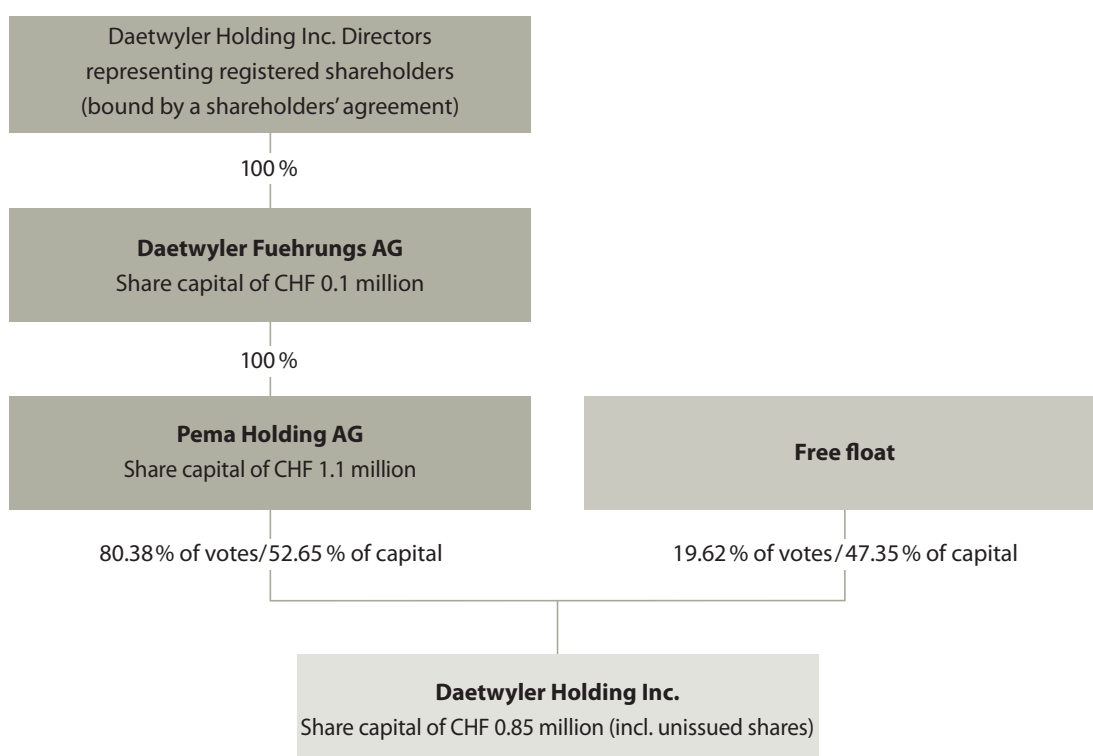 Daetwyler Holding Inc. Directors
representing registered shareholders
(bound by a shareholders’ agreement)
100 %
Daetwyler Fuehrungs AG
Share capital of CHF 0.1 million
100 %
Pema Holding AG
Share capital of CHF 1.1 million
Free float
80.38 % of votes/52.65 % of capital
19.62 % of votes/47.35 % of capital
Daetwyler Holding Inc.
Share capital of CHF 0.85 million (incl. unissued shares)